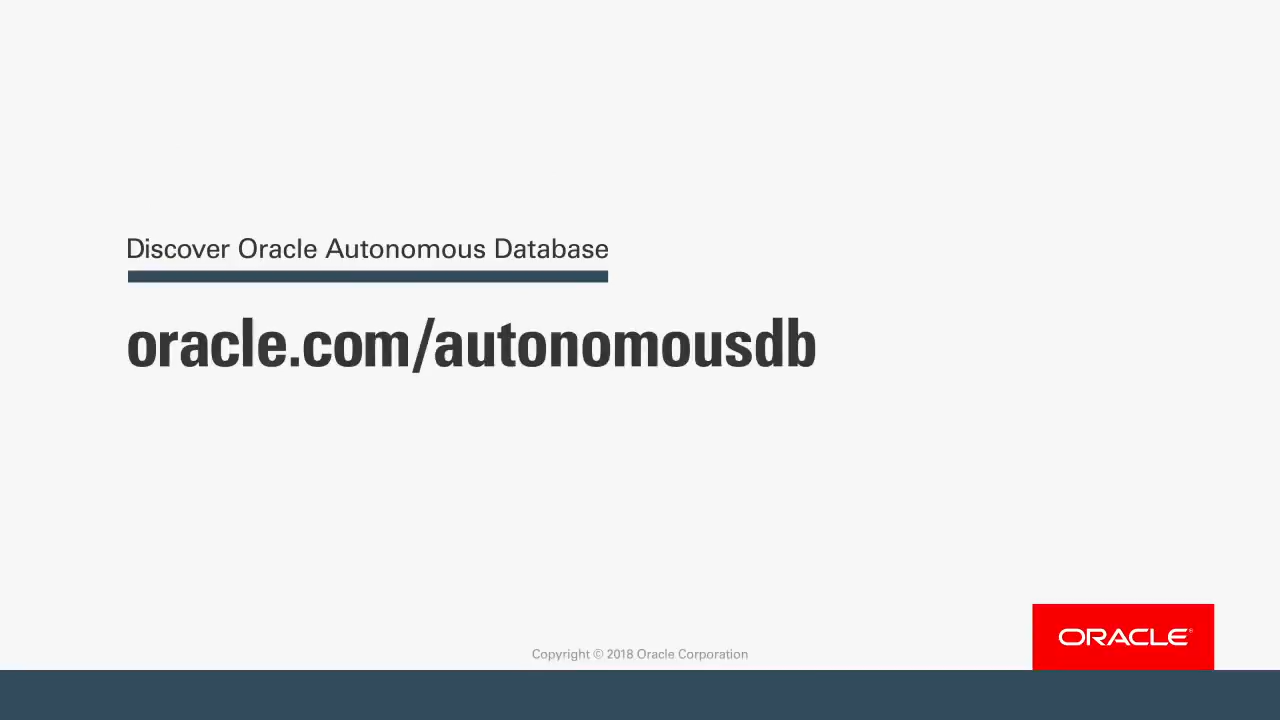 Discover Oracle Autonomous Database
oracle.com/autonomousdb
Copyright © 2018 Oracle Corporation
ORACLE®